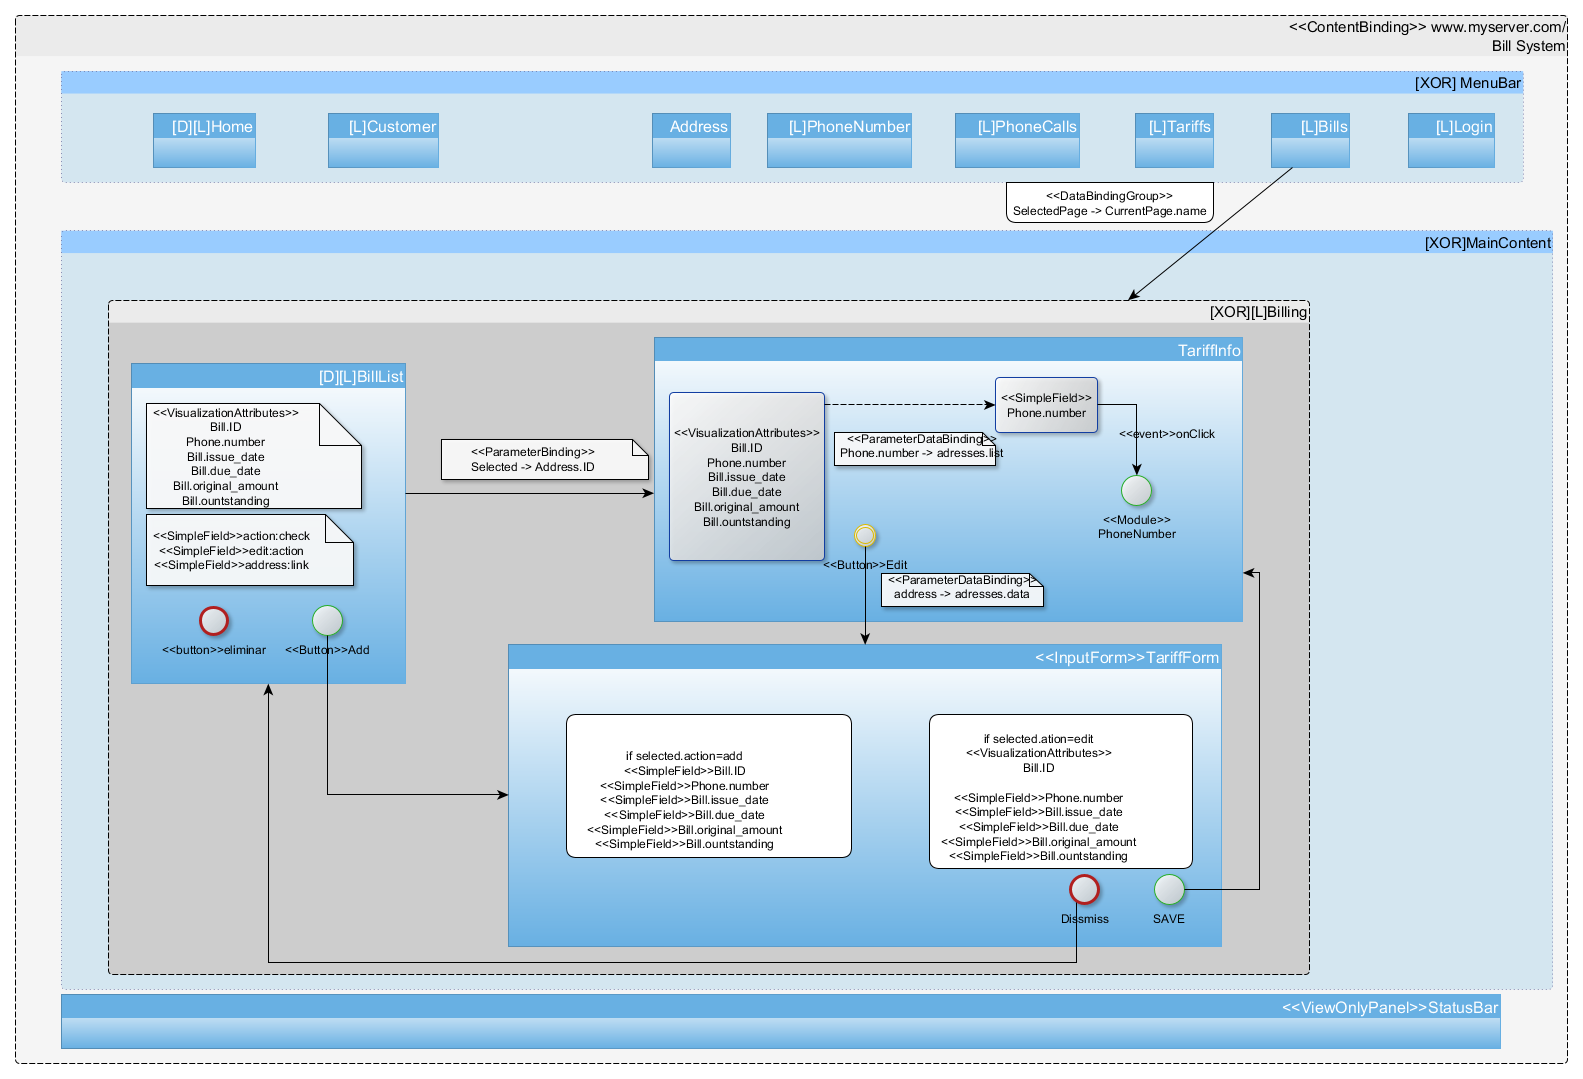 <<ContentBinding>> www.myserver.com/
Bill System
[XOR] MenuBar
[D][L]Home
[L]Customer
Address
[L]PhoneNumber
[L]PhoneCalls
[L]Tariffs
[L]Bills
[L]Login
<<DataBindingGroup>>
SelectedPage -> CurrentPage.name
[XOR]MainContent
[XOR][L]Billing
[D][L]BillList
<<VisualizationAttributes>>
Bill.ID
Phone.number
Bill.issue_date
Bill.due_date
Bill.original_amount
Bill.ountstanding
<<SimpleField>>action:check
<<SimpleField>>edit:action
<<SimpleField>>address:link
<<button>>eliminar
<<Button>>Add
<<ParameterBinding>>
Selected -> Address.ID
TariffInfo
<<VisualizationAttributes>>
Bill.ID
Phone.number
Bill.issue_date
Bill.due_date
Bill.original_amount
Bill.ountstanding
<<ParameterDataBinding>>
Phone.number -> adresses.list
<<SimpleField>>
Phone.number
<<event>>onClick
<<Module>>
PhoneNumber
<<Button>>Edit
<<ParameterDataBinding>>
address -> adresses.data
<<InputForm>>TariffForm
if selected.action=add
<<SimpleField>>Bill.ID
<<SimpleField>>Phone.number
<<SimpleField>>Bill.issue_date
<<SimpleField>>Bill.due_date
<<SimpleField>>Bill.original_amount
<<SimpleField>>Bill.ountstanding
if selected.ation=edit
<<VisualizationAttributes>>
Bill.ID
<<SimpleField>>Phone.number
<<SimpleField>>Bill.issue_date
<<SimpleField>>Bill.due_date
<<SimpleField>>Bill.original_amount
<<SimpleField>>Bill.ountstanding
Dissmiss
SAVE
<<ViewOnlyPanel>>StatusBar